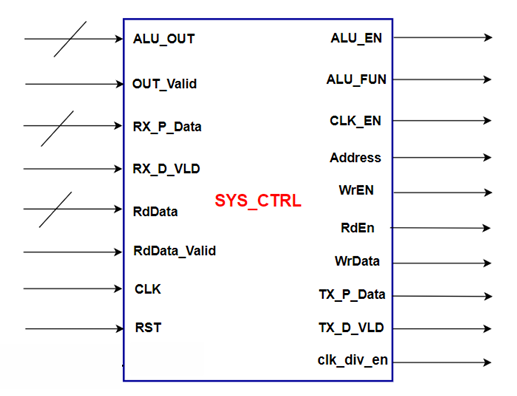 ALU_OUT
OUT_Valid
RX_P_Data
RX_D_VLD
RdData
RdData_Valid
CLK
RST
SYS_CTRL
ALU_EN
ALU_FUN
CLK_EN
Address
WrEN
RdEn
WrData
TX_P_Data
TX_D_VLD
clk_div_en